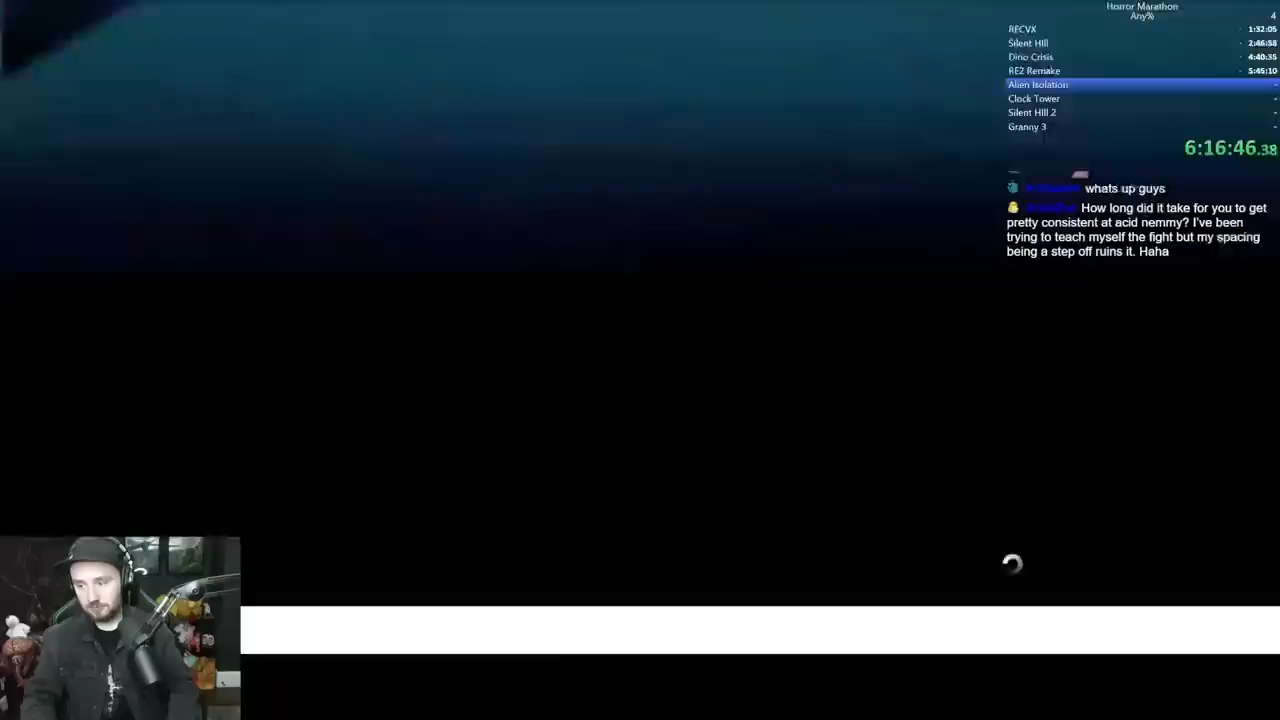 Horror Marathon
Any% 4
RECVX - 1:32:05
Silent Hill - 2:46:58
Dino Crisis - 4:40:35
RE2 Remake - 5:45:10
Alien Isolation -
Clock Tower -
Silent Hill 2 -
Granny 3 -
6:16:46.38
whats up guys
How long did it take for you to get
pretty consistent at acid nemmy? I've been
trying to teach myself the fight but my spacing
being a step off ruins it. Haha